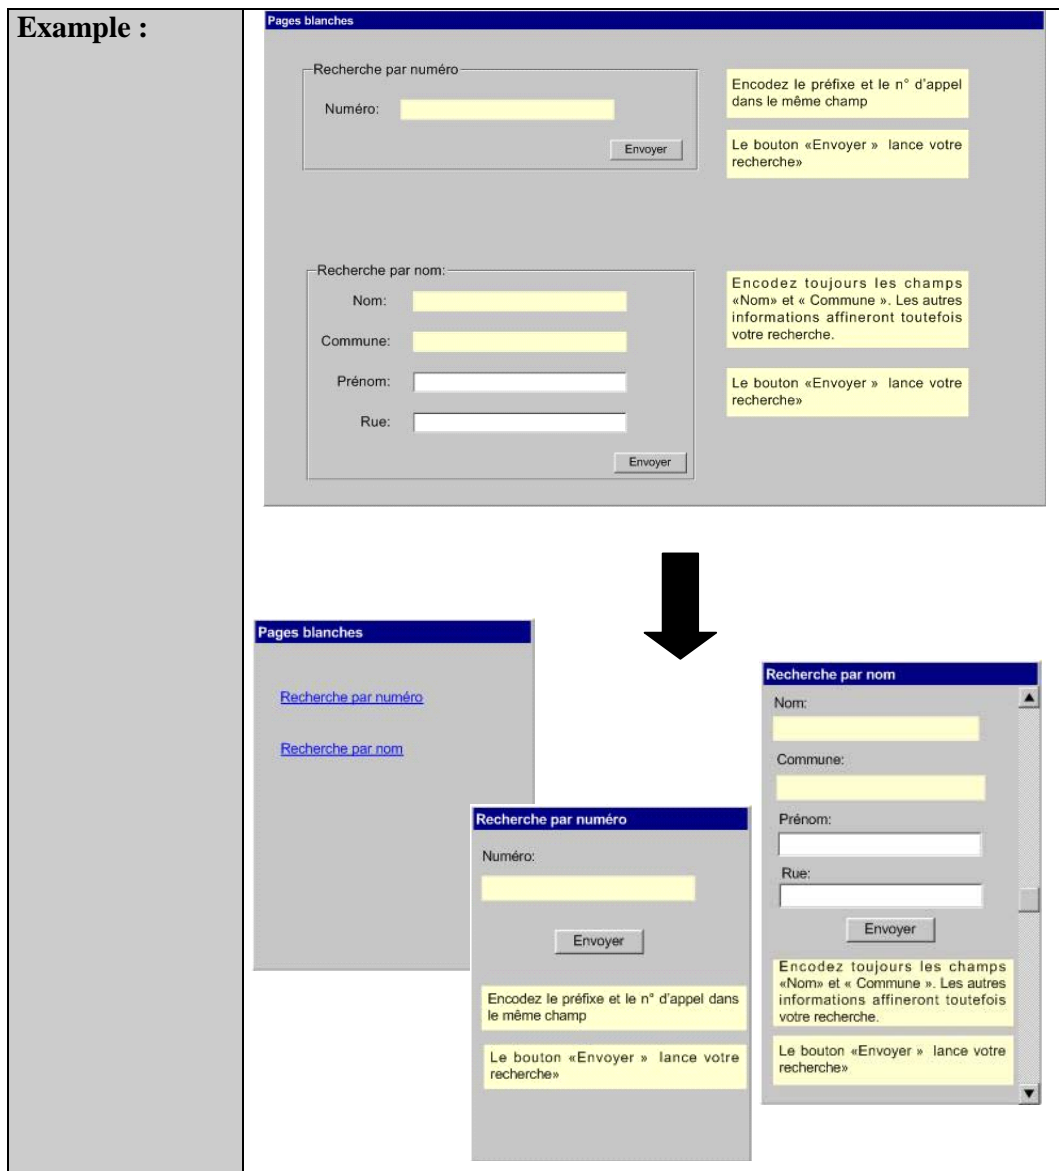 Example :
Pages blanches
Recherche par numéro
Numéro:
Envoyer
Encodez le préfixe et le n° d'appel
dans le même champ
Le bouton «Envoyer » lance votre
recherche»
Recherche par nom:
Nom:
Commune:
Prénom:
Rue:
Envoyer
Encodez toujours les champs
«Nom» et « Commune ». Les autres
informations affineront toutefois
votre recherche.
Le bouton «Envoyer » lance votre
recherche»
Pages blanches
Recherche par numéro
Recherche par nom
Recherche par numéro
Numéro:
Envoyer
Encodez le préfixe et le n° d'appel dans
le même champ
Le bouton «Envoyer » lance votre
recherche»
Recherche par nom
Nom:
Commune:
Prénom:
Rue:
Envoyer
Encodez toujours les champs
«Nom» et « Commune ». Les autres
informations affineront toutefois
votre recherche.
Le bouton «Envoyer » lance votre
recherche»